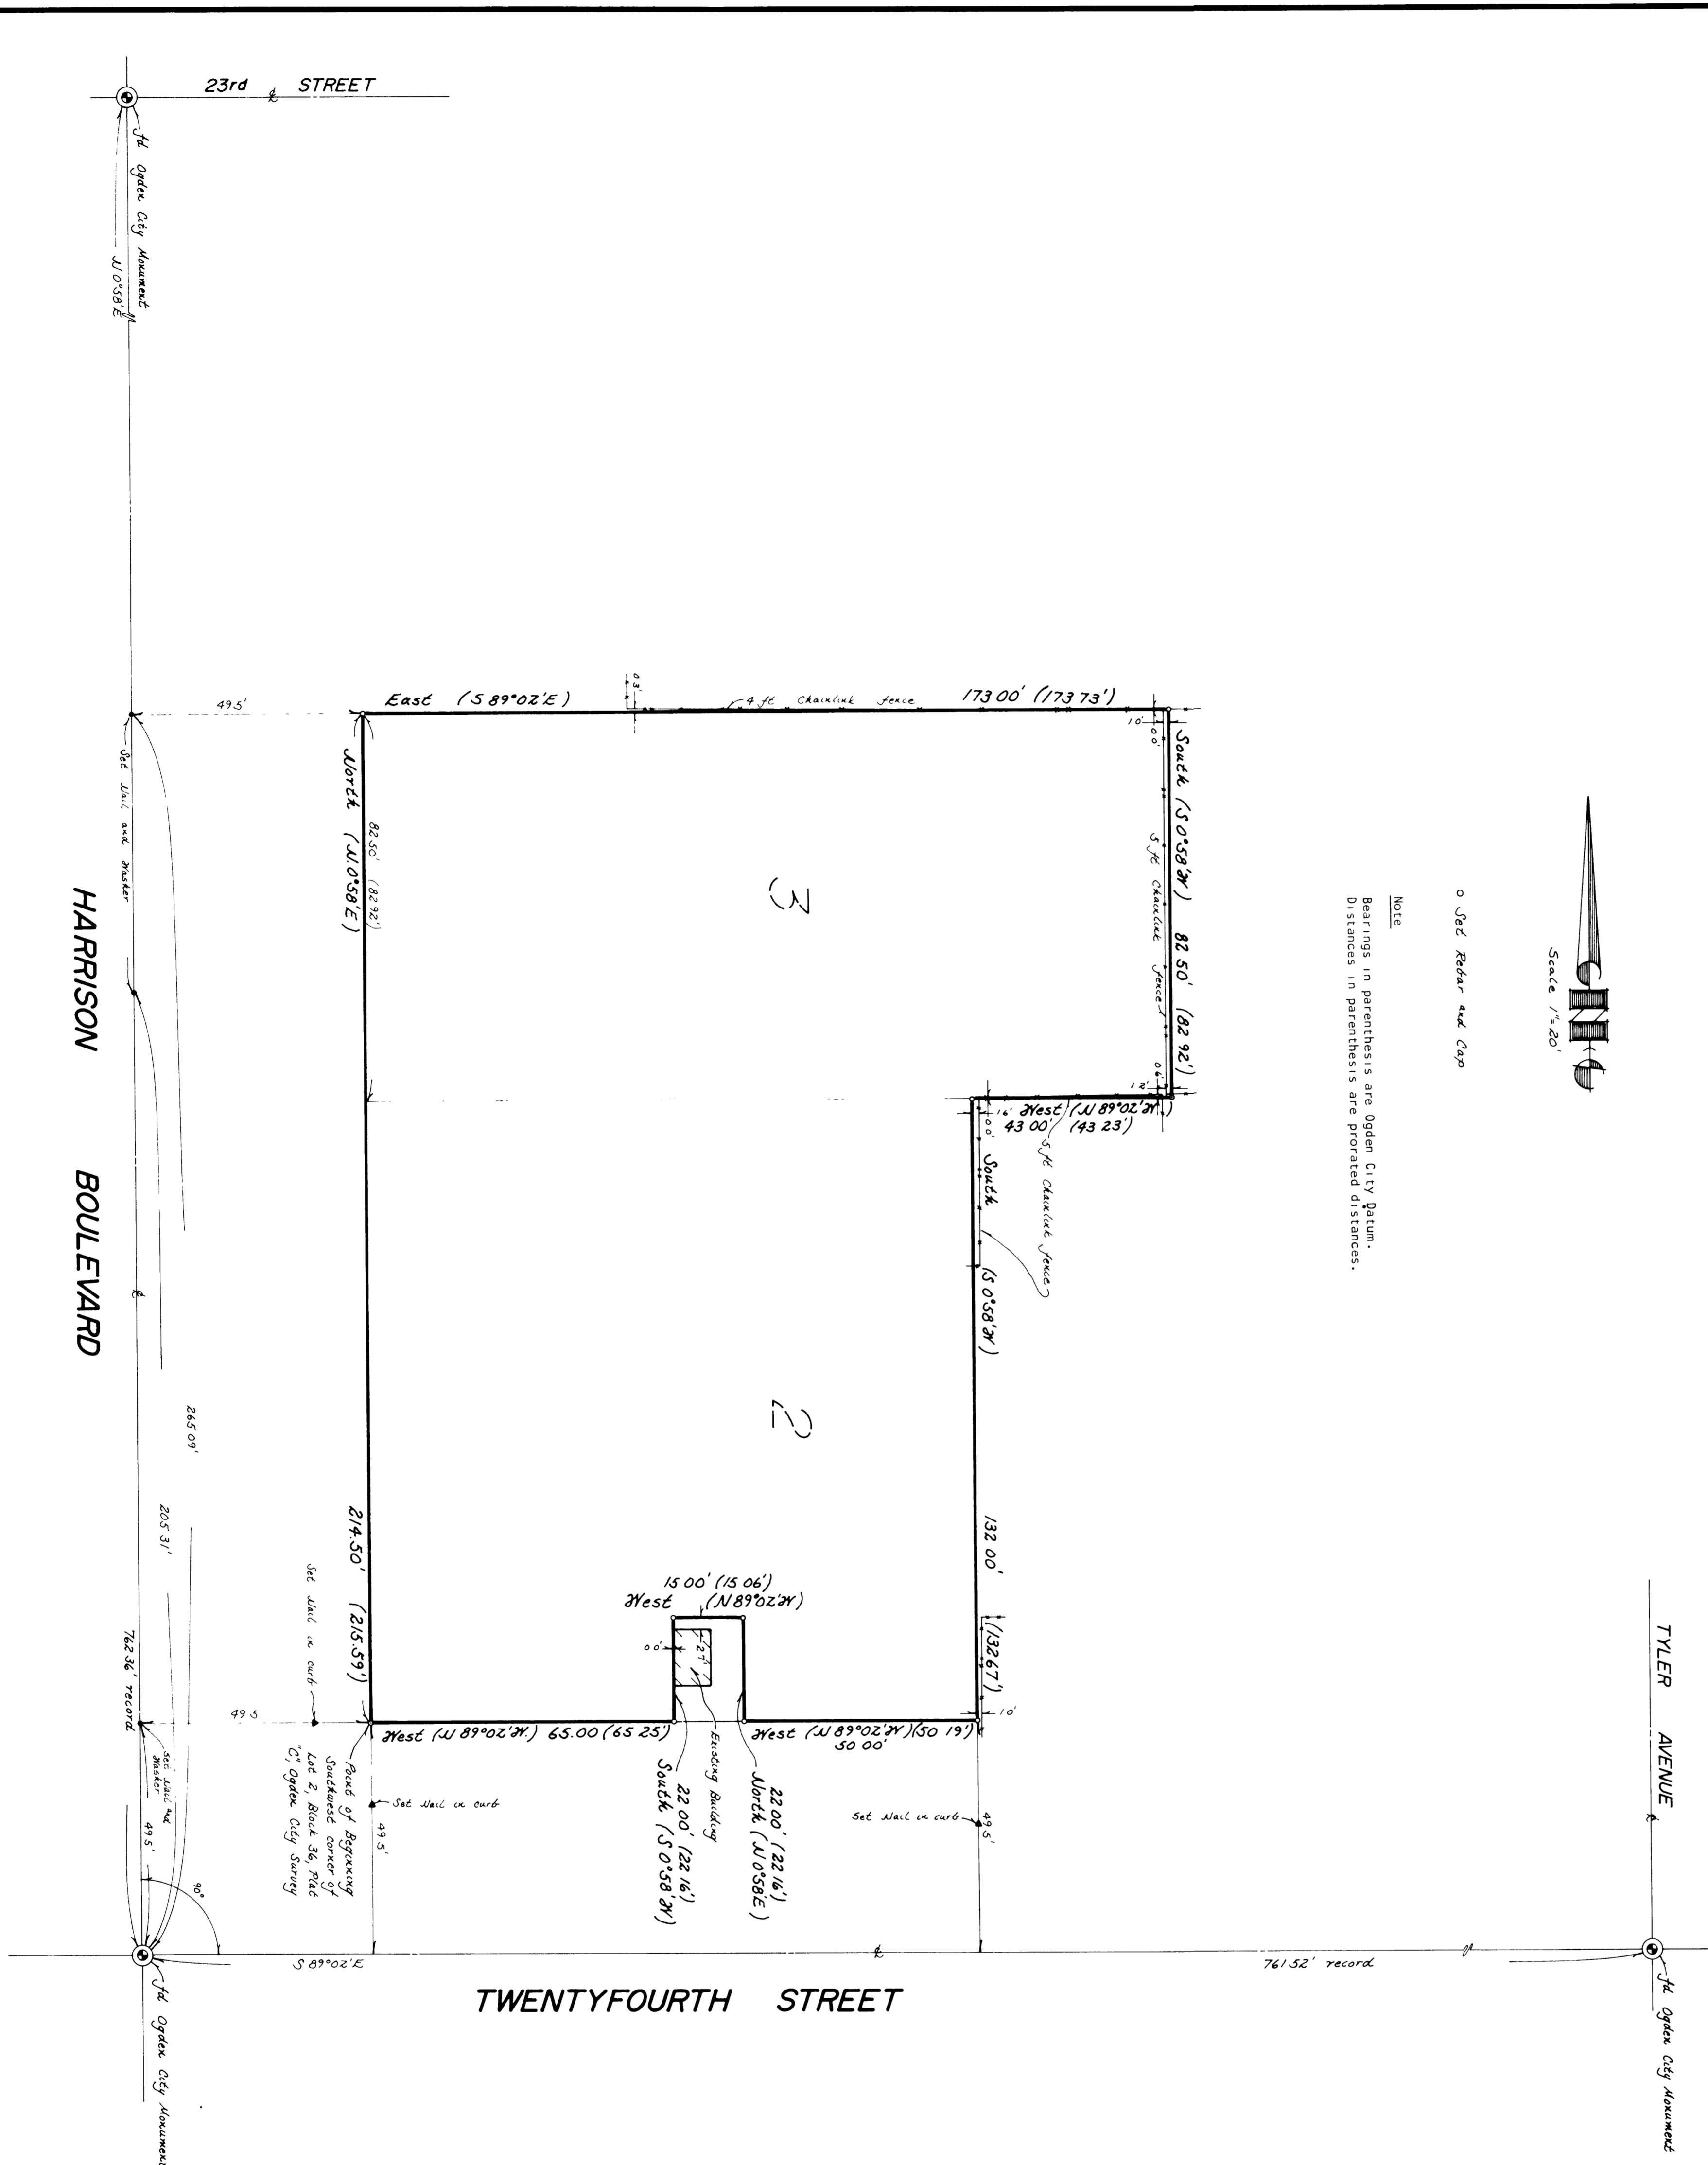 23rd ℄ STREET
fd Ogden City Monument
N 0°58'E
49.5'
East (S 89°02'E)
0.3'
4 ft Chainlink fence
173.00' (173.73')
1.0'
0.0'
South (S 0°58'W) 82.50' (82.92')
5 ft Chainlink fence
Set Nail and Washer
North (N.0°58'E)
82.50' (82.92')
3
0.6'
1.2'
1.6'
West (N 89°02'W)
43.00' (43.23')
0.0'
5 ft Chainlink fence
South (S 0°58'W)
132.00' (132.67')
Scale 1"=20'
o Set Rebar and Cap
Note
Bearings in parenthesis are Ogden City Datum.
Distances in parenthesis are prorated distances.
HARRISON BOULEVARD
℄
265.09'
205.31'
762.36' record
2
214.50' (215.59')
Set Nail in curb
49.5
15.00' (15.06')
West (N 89°02'W)
0.0'
2.7'
1.0'
West (N 89°02'W.) 65.00 (65.25')
West (N 89°02'W)(50.19')
50.00'
Existing Building
22.00' (22.16')
South (S 0°58'W)
22.00' (22.16')
North (N 0°58'E)
Set Nail and
Washer
49.5'
90°
Point of Beginning
Southwest corner of
Lot 2, Block 36, Plat
"C", Ogden City Survey
Set Nail in curb
49.5'
Set Nail in curb
49.5'
TYLER AVENUE
℄
S 89°02'E
℄
761.52' record
TWENTYFOURTH STREET
fd Ogden City Monument
fd Ogden City Monument